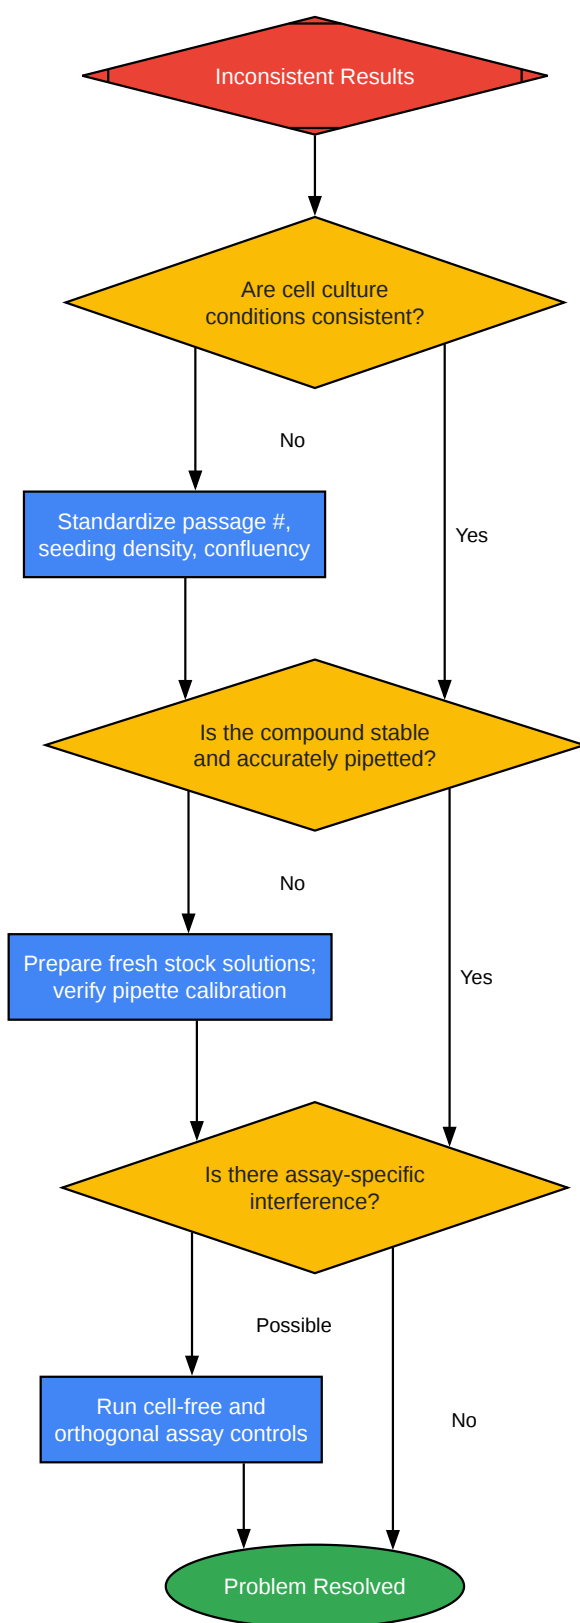 Inconsistent Results
Are cell culture
conditions consistent?
No
Standardize passage #,
seeding density, confluency
Yes
Is the compound stable
and accurately pipetted?
No
Prepare fresh stock solutions;
verify pipette calibration
Yes
Is there assay-specific
interference?
Possible
Run cell-free and
orthogonal assay controls
No
Problem Resolved